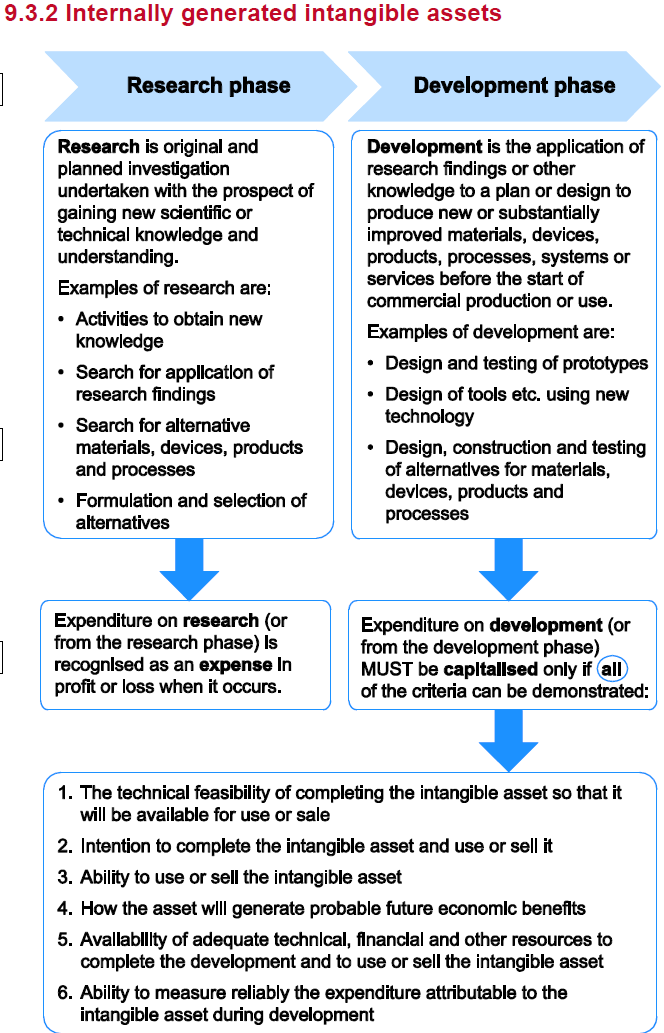 9.3.2 Internally generated intangible assets
Research phase
Development phase
Research is original and
planned investigation
undertaken with the prospect of
gaining new scientific or
technical knowledge and
understanding.
Examples of research are:
• Activities to obtain new
knowledge
• Search for application of
research findings
• Search for alternative
materials, devices, products
and processes
• Formulation and selection of
alternatives
Development is the application of
research findings or other
knowledge to a plan or design to
produce new or substantially
improved materials, devices,
products, processes, systems or
services before the start of
commercial production or use.
Examples of development are:
• Design and testing of prototypes
• Design of tools etc. using new
technology
• Design, construction and testing
of alternatives for materials,
devices, products and
processes
Expenditure on research (or
from the research phase) is
recognised as an expense in
profit or loss when it occurs.
Expenditure on development (or
from the development phase)
MUST be capitalised only if all
of the criteria can be demonstrated:
1. The technical feasibility of completing the intangible asset so that it
will be available for use or sale
2. Intention to complete the intangible asset and use or sell it
3. Ability to use or sell the intangible asset
4. How the asset will generate probable future economic benefits
5. Availability of adequate technical, financial and other resources to
complete the development and to use or sell the intangible asset
6. Ability to measure reliably the expenditure attributable to the
intangible asset during development